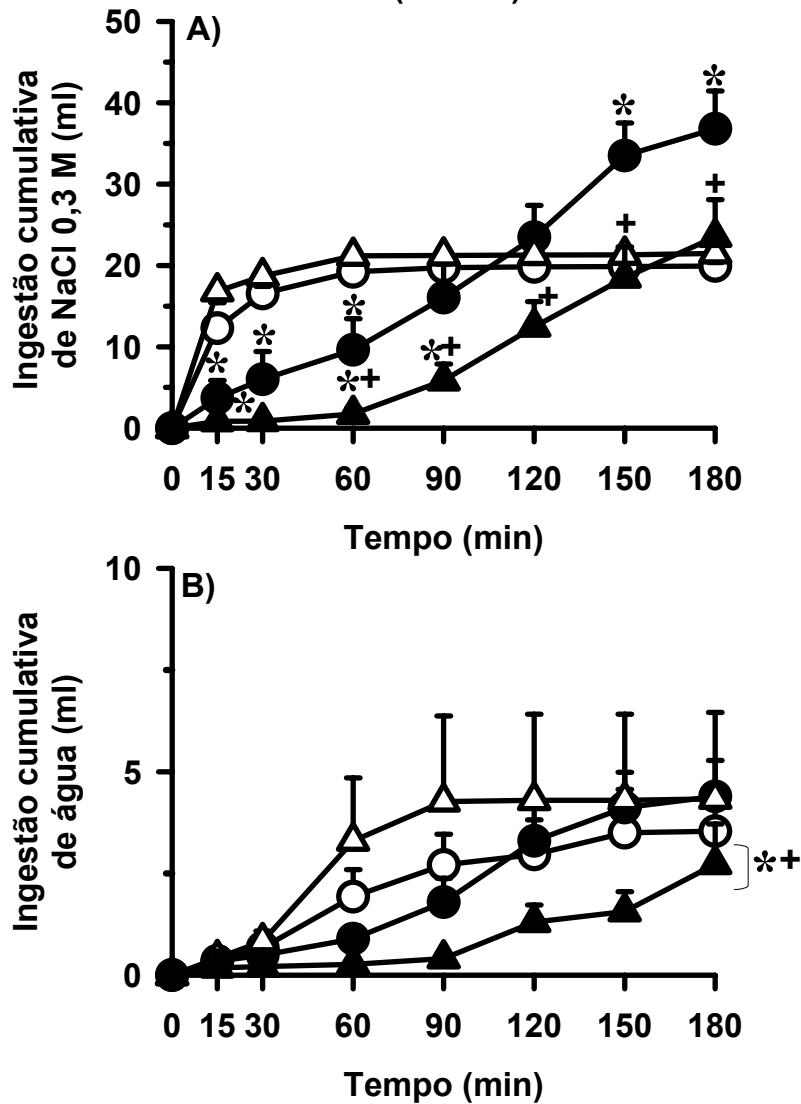 A)
50
40
30
20
10
0
Ingestão cumulativa
de NaCl 0,3 M (ml)
* *
+ +
* * * * *+ *+ +
0 15 30 60 90 120 150 180
Tempo (min)
B)
10
5
0
Ingestão cumulativa
de água (ml)
*+
0 15 30 60 90 120 150 180
Tempo (min)